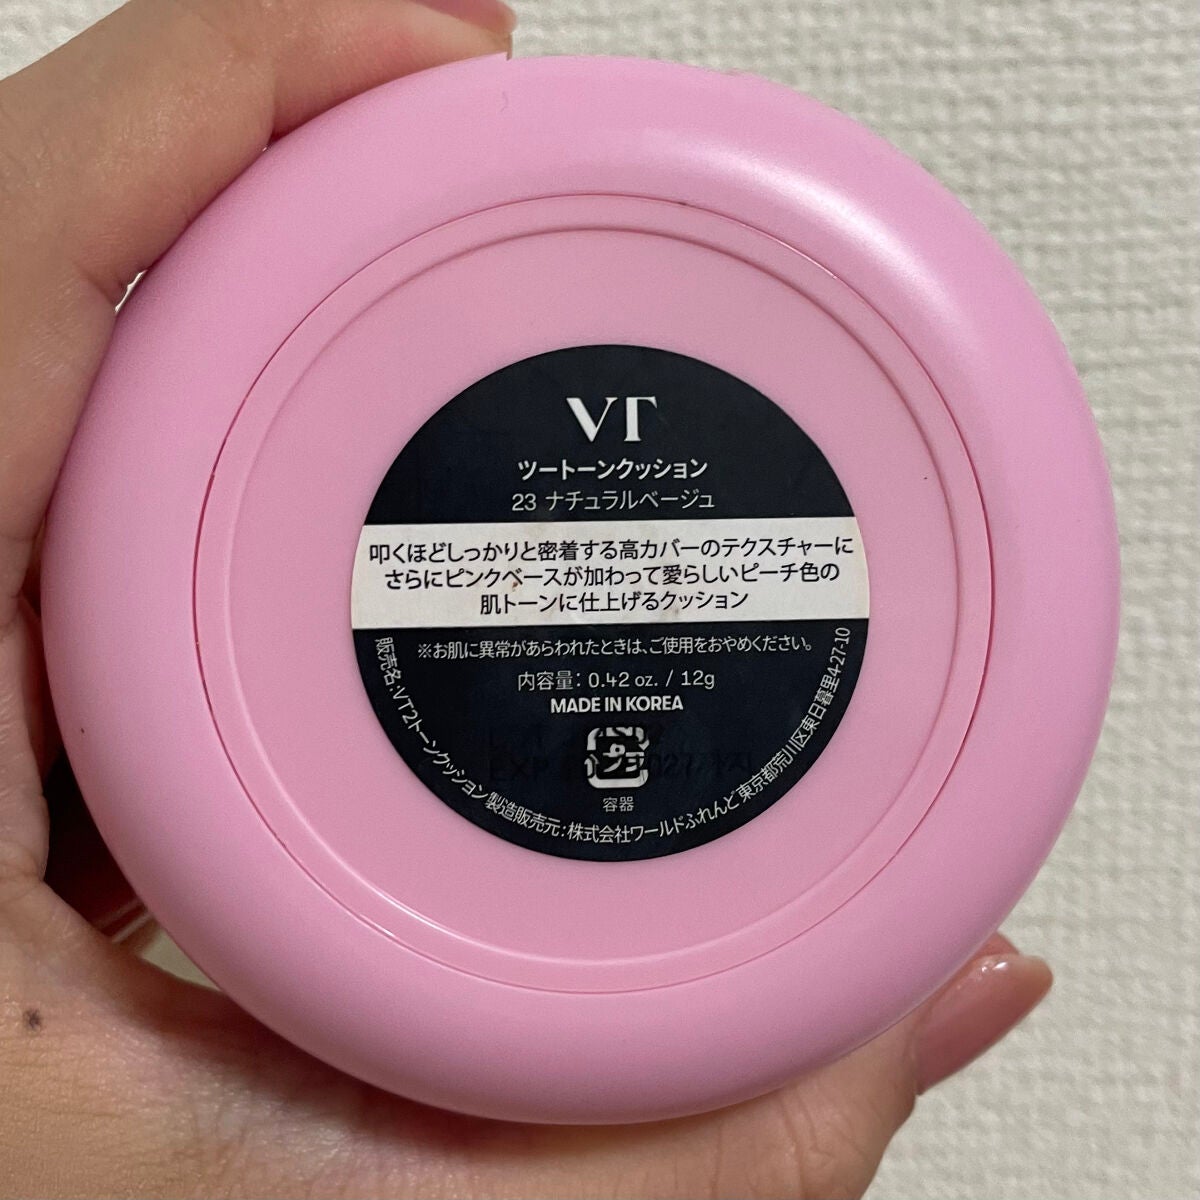 VT
ツートーンクッション
23 ナチュラルベージュ
叩くほどしっかりと密着する高カバーのテクスチャーに
さらにピンクベースが加わって愛らしいピーチ色の
肌トーンに仕上げるクッション
※お肌に異常があらわれたときは、ご使用をおやめください。
内容量: 0.42 oz. / 12g
MADE IN KOREA
プラ
容器
販売名:VT2トーンクッション 製造販売元:株式会社ワールドふれんど 東京都荒川区東日暮里4-27-10
EXP